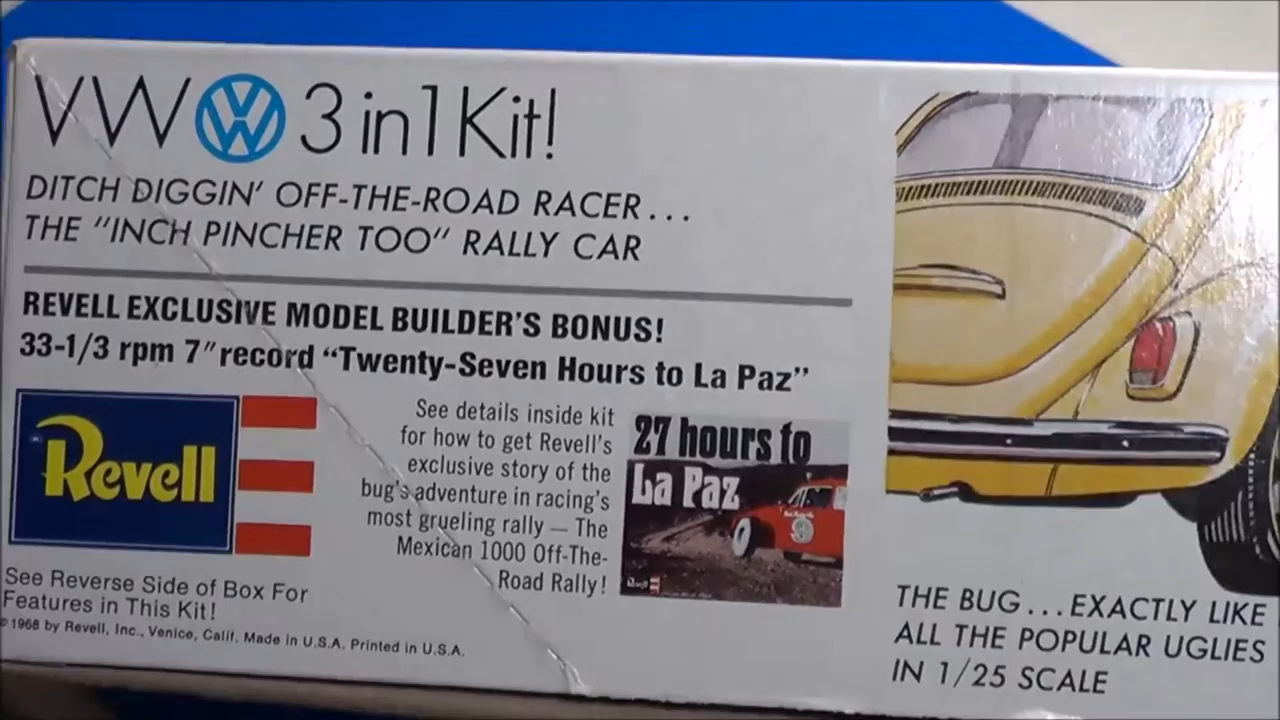 VW 3 in 1 Kit!
DITCH DIGGIN' OFF-THE-ROAD RACER...
THE "INCH PINCHER TOO" RALLY CAR
REVELL EXCLUSIVE MODEL BUILDER'S BONUS!
33-1/3 rpm 7" record "Twenty-Seven Hours to La Paz"
Revell
See details inside kit
for how to get Revell's
exclusive story of the
bug's adventure in racing's
most grueling rally — The
Mexican 1000 Off-The-
Road Rally!
27 hours to
La Paz
9
Revell
See Reverse Side of Box For
Features in This Kit!
©1968 by Revell, Inc., Venice, Calif. Made in U.S.A. Printed in U.S.A.
THE BUG...EXACTLY LIKE
ALL THE POPULAR UGLIES
IN 1/25 SCALE